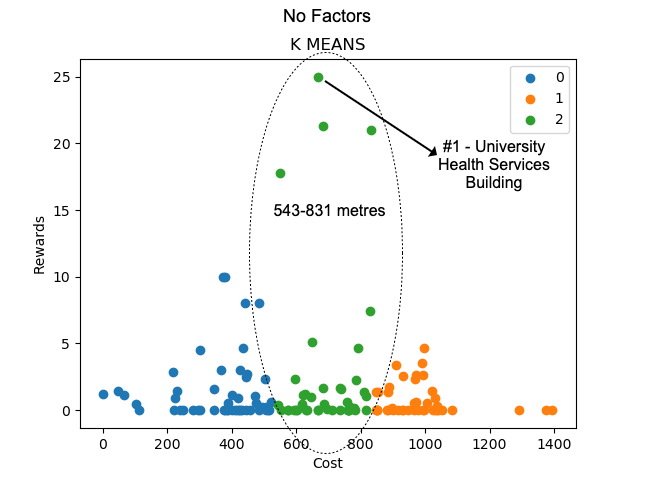 No Factors
K MEANS
25
20
15
10
5
0
Rewards
0
1
2
#1 - University
Health Services
Building
543-831 metres
0
200
400
600
800
1000
1200
1400
Cost